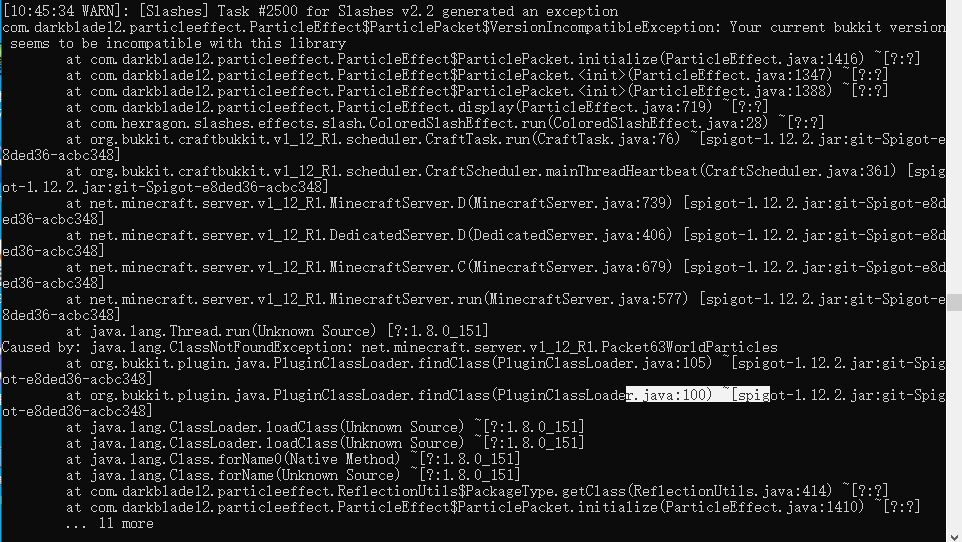 [10:45:34 WARN]: [Slashes] Task #2500 for Slashes v2.2 generated an exception
com.darkblade12.particleeffect.ParticleEffect$ParticlePacket$VersionIncompatibleException: Your current bukkit version
 seems to be incompatible with this library
        at com.darkblade12.particleeffect.ParticleEffect$ParticlePacket.initialize(ParticleEffect.java:1416) ~[?:?]
        at com.darkblade12.particleeffect.ParticleEffect$ParticlePacket.<init>(ParticleEffect.java:1347) ~[?:?]
        at com.darkblade12.particleeffect.ParticleEffect$ParticlePacket.<init>(ParticleEffect.java:1388) ~[?:?]
        at com.darkblade12.particleeffect.ParticleEffect.display(ParticleEffect.java:719) ~[?:?]
        at com.hexragon.slashes.effects.slash.ColoredSlashEffect.run(ColoredSlashEffect.java:28) ~[?:?]
        at org.bukkit.craftbukkit.v1_12_R1.scheduler.CraftTask.run(CraftTask.java:76) ~[spigot-1.12.2.jar:git-Spigot-e
8ded36-acbc348]
        at org.bukkit.craftbukkit.v1_12_R1.scheduler.CraftScheduler.mainThreadHeartbeat(CraftScheduler.java:361) [spig
ot-1.12.2.jar:git-Spigot-e8ded36-acbc348]
        at net.minecraft.server.v1_12_R1.MinecraftServer.D(MinecraftServer.java:739) [spigot-1.12.2.jar:git-Spigot-e8d
ed36-acbc348]
        at net.minecraft.server.v1_12_R1.DedicatedServer.D(DedicatedServer.java:406) [spigot-1.12.2.jar:git-Spigot-e8d
ed36-acbc348]
        at net.minecraft.server.v1_12_R1.MinecraftServer.C(MinecraftServer.java:679) [spigot-1.12.2.jar:git-Spigot-e8d
ed36-acbc348]
        at net.minecraft.server.v1_12_R1.MinecraftServer.run(MinecraftServer.java:577) [spigot-1.12.2.jar:git-Spigot-e
8ded36-acbc348]
        at java.lang.Thread.run(Unknown Source) [?:1.8.0_151]
Caused by: java.lang.ClassNotFoundException: net.minecraft.server.v1_12_R1.Packet63WorldParticles
        at org.bukkit.plugin.java.PluginClassLoader.findClass(PluginClassLoader.java:105) ~[spigot-1.12.2.jar:git-Spig
ot-e8ded36-acbc348]
        at org.bukkit.plugin.java.PluginClassLoader.findClass(PluginClassLoader.java:100) ~[spigot-1.12.2.jar:git-Spig
ot-e8ded36-acbc348]
        at java.lang.ClassLoader.loadClass(Unknown Source) ~[?:1.8.0_151]
        at java.lang.ClassLoader.loadClass(Unknown Source) ~[?:1.8.0_151]
        at java.lang.Class.forName0(Native Method) ~[?:1.8.0_151]
        at java.lang.Class.forName(Unknown Source) ~[?:1.8.0_151]
        at com.darkblade12.particleeffect.ReflectionUtils$PackageType.getClass(ReflectionUtils.java:414) ~[?:?]
        at com.darkblade12.particleeffect.ParticleEffect$ParticlePacket.initialize(ParticleEffect.java:1410) ~[?:?]
        ... 11 more